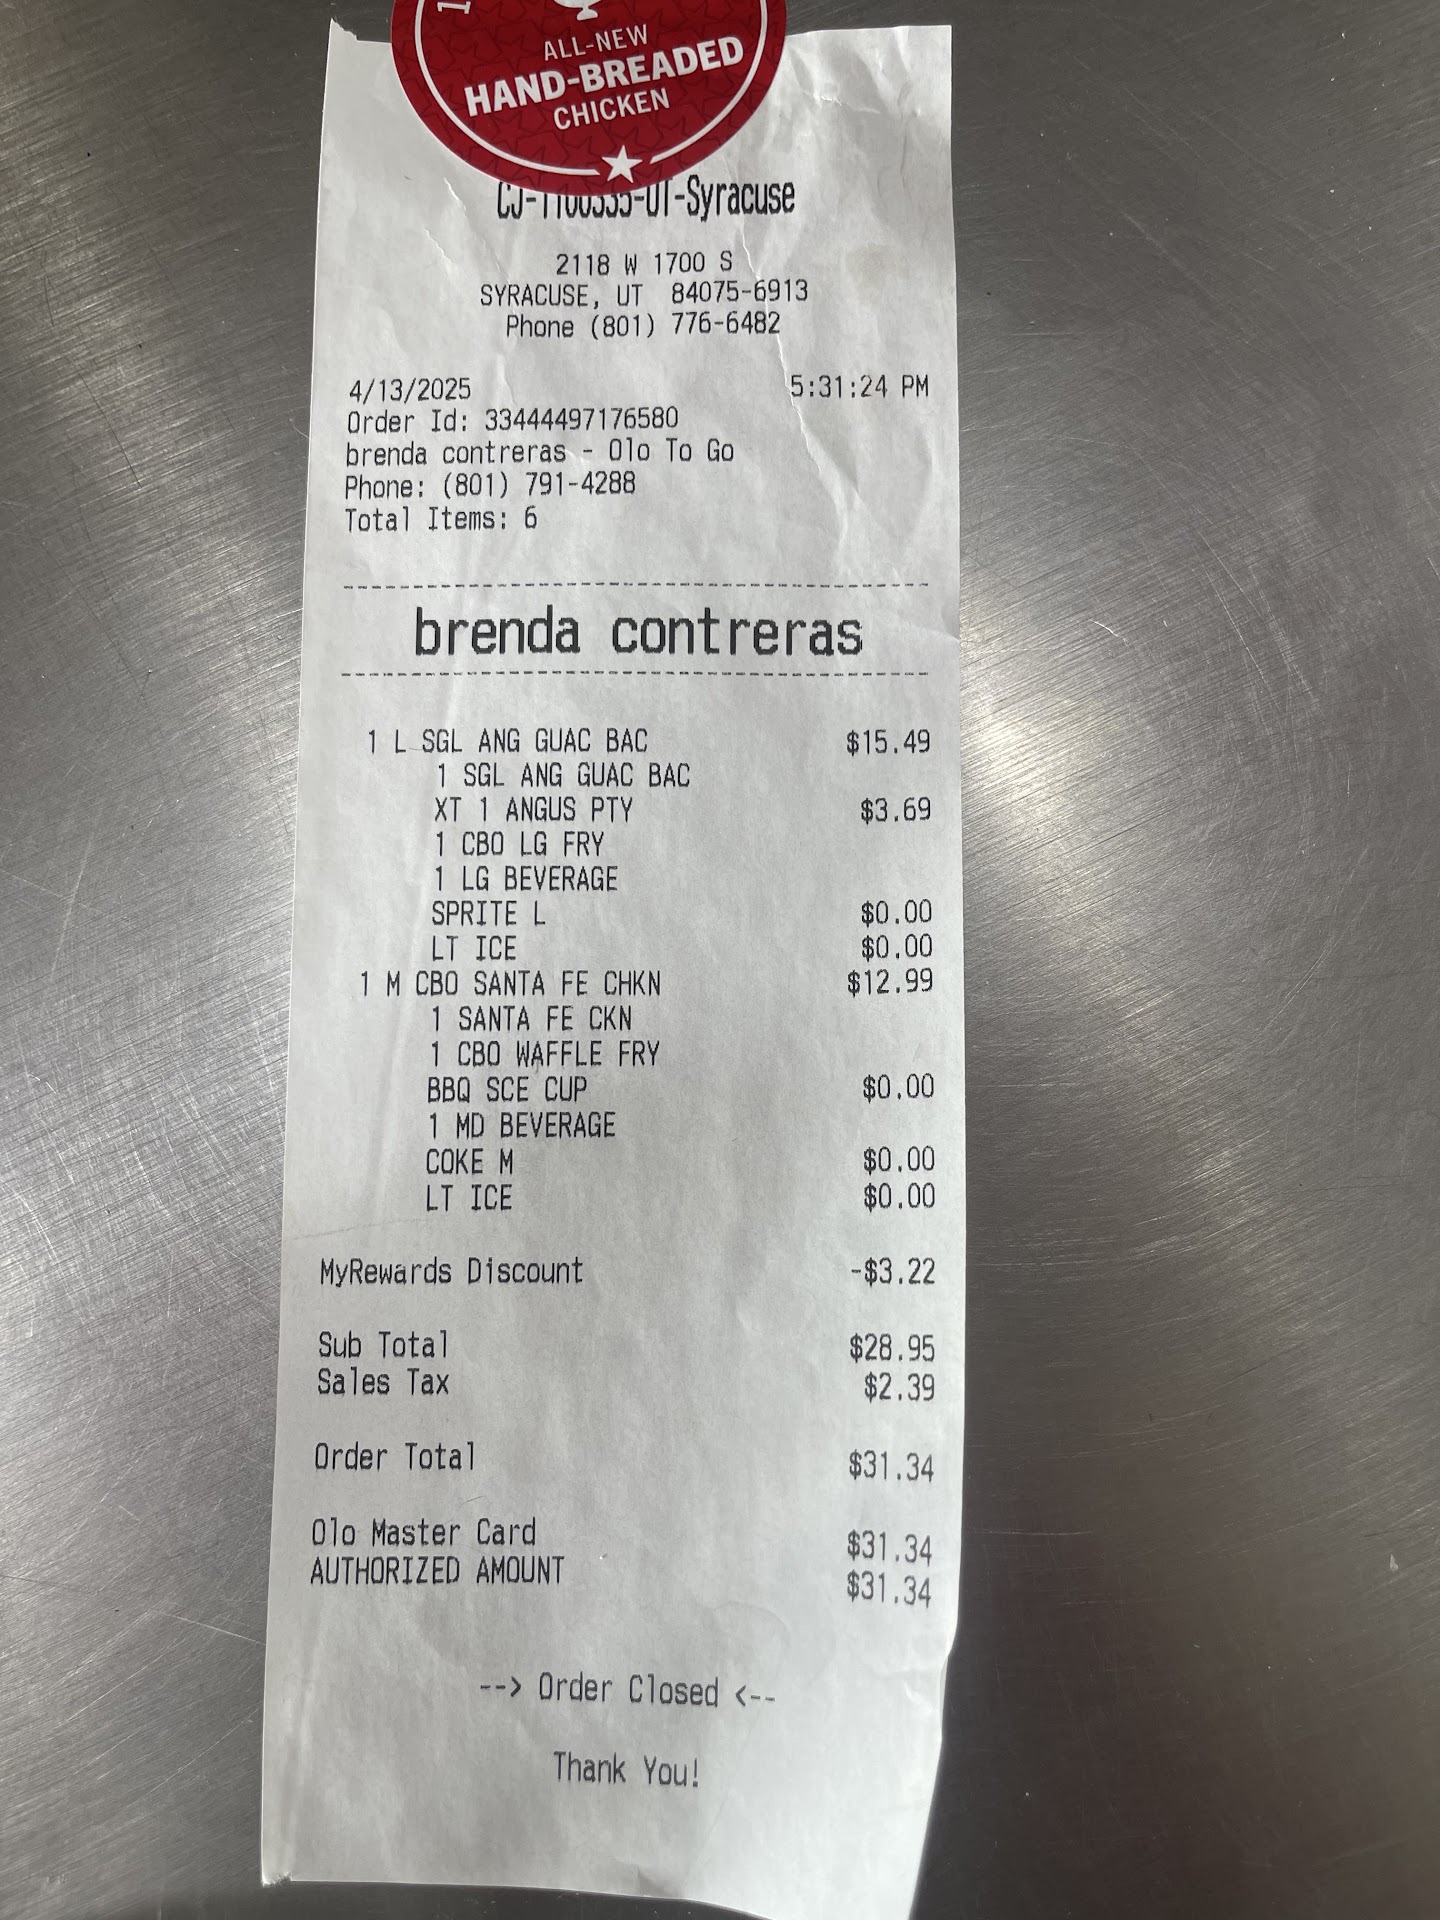 ALL-NEW
HAND-BREADED
CHICKEN
CJ-1100335-UT-Syracuse
2118 W 1700 S
SYRACUSE, UT 84075-6913
Phone (801) 776-6482
4/13/2025 5:31:24 PM
Order Id: 33444497176580
brenda contreras - Olo To Go
Phone: (801) 791-4288
Total Items: 6
brenda contreras
1 L SGL ANG GUAC BAC $15.49
1 SGL ANG GUAC BAC
XT 1 ANGUS PTY $3.69
1 CBO LG FRY
1 LG BEVERAGE
SPRITE L $0.00
LT ICE $0.00
1 M CBO SANTA FE CHKN $12.99
1 SANTA FE CKN
1 CBO WAFFLE FRY
BBQ SCE CUP $0.00
1 MD BEVERAGE
COKE M $0.00
LT ICE $0.00
MyRewards Discount -$3.22
Sub Total $28.95
Sales Tax $2.39
Order Total $31.34
Olo Master Card $31.34
AUTHORIZED AMOUNT $31.34
--> Order Closed <--
Thank You!